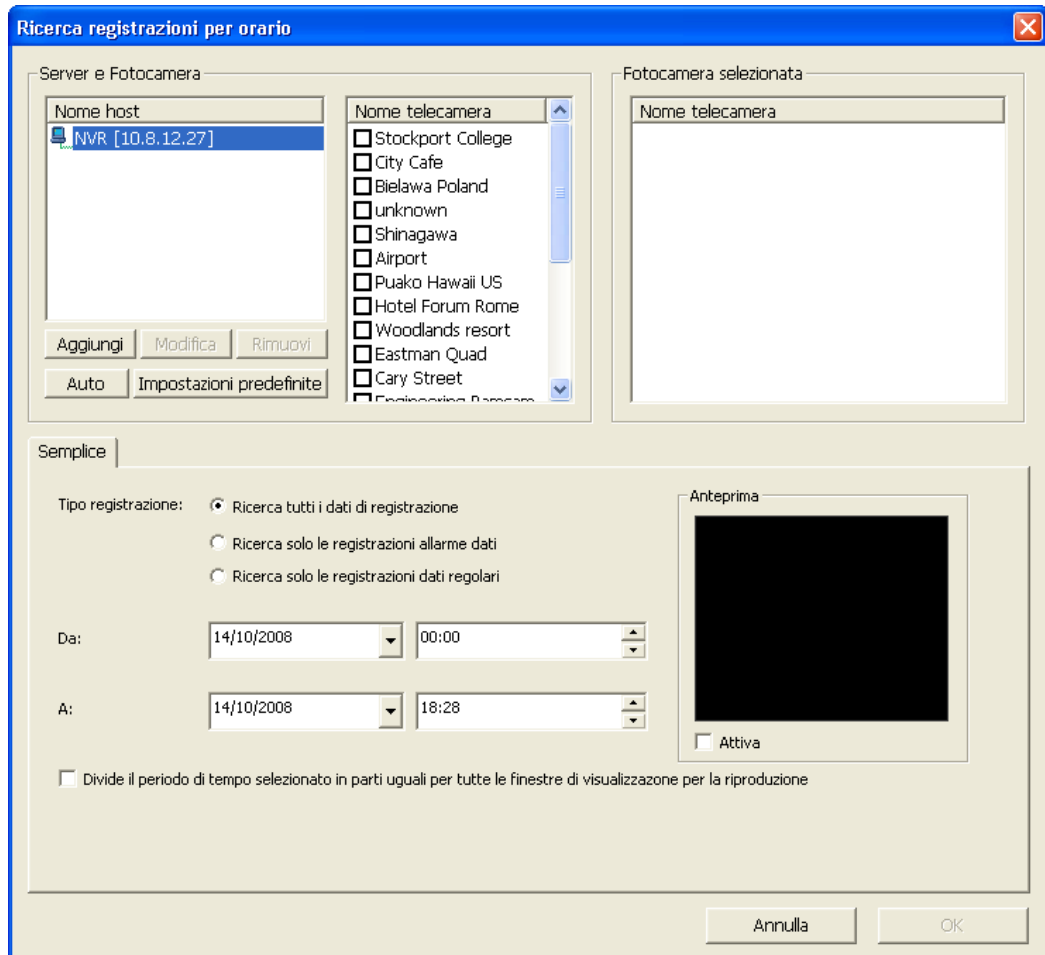 Ricerca registrazioni per orario
Server e Fotocamera
Nome host
NVR [10.8.12.27]
Aggiungi
Modifica
Rimuovi
Auto
Impostazioni predefinite
Nome telecamera
Stockport College
City Cafe
Bielawa Poland
unknown
Shinagawa
Airport
Puako Hawaii US
Hotel Forum Rome
Woodlands resort
Eastman Quad
Cary Street
Fotocamera selezionata
Nome telecamera
Semplice
Tipo registrazione:
Ricerca tutti i dati di registrazione
Ricerca solo le registrazioni allarme dati
Ricerca solo le registrazioni dati regolari
Da: 14/10/2008 00:00
A: 14/10/2008 18:28
Anteprima
Attiva
Divide il periodo di tempo selezionato in parti uguali per tutte le finestre di visualizzazone per la riproduzione
Annulla
OK